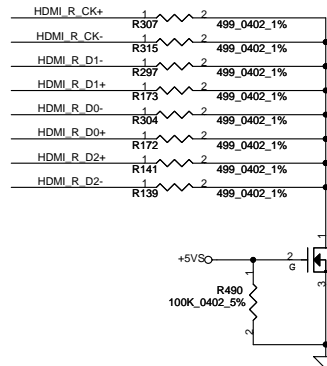 HDMI_R_CK+ 1 2
R307 499_0402_1%
HDMI_R_CK- 1 2
R315 499_0402_1%
HDMI_R_D1- 1 2
R297 499_0402_1%
HDMI_R_D1+ 1 2
R173 499_0402_1%
HDMI_R_D0- 1 2
R304 499_0402_1%
HDMI_R_D0+ 1 2
R172 499_0402_1%
HDMI_R_D2+ 1 2
R141 499_0402_1%
HDMI_R_D2- 1 2
R139 499_0402_1%
1
+5VS 2
G
1 3
R490
100K_0402_5%
2